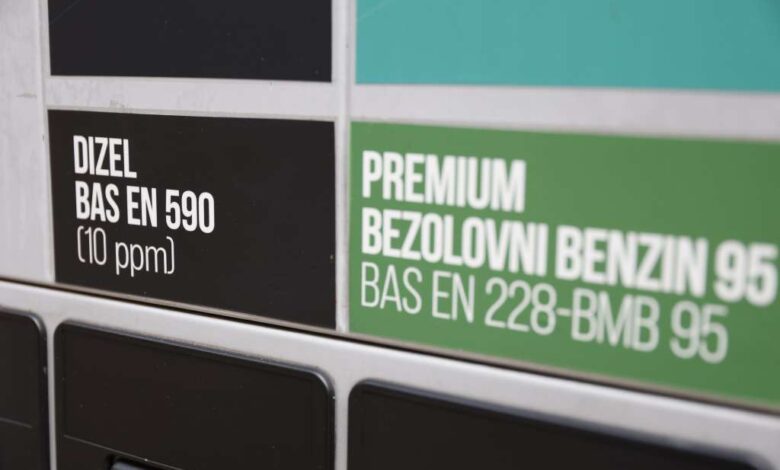 DIZEL
BAS EN 590
(10 ppm)
PREMIUM
BEZOLOVNI BENZIN 95
BAS EN 228-BMB 95